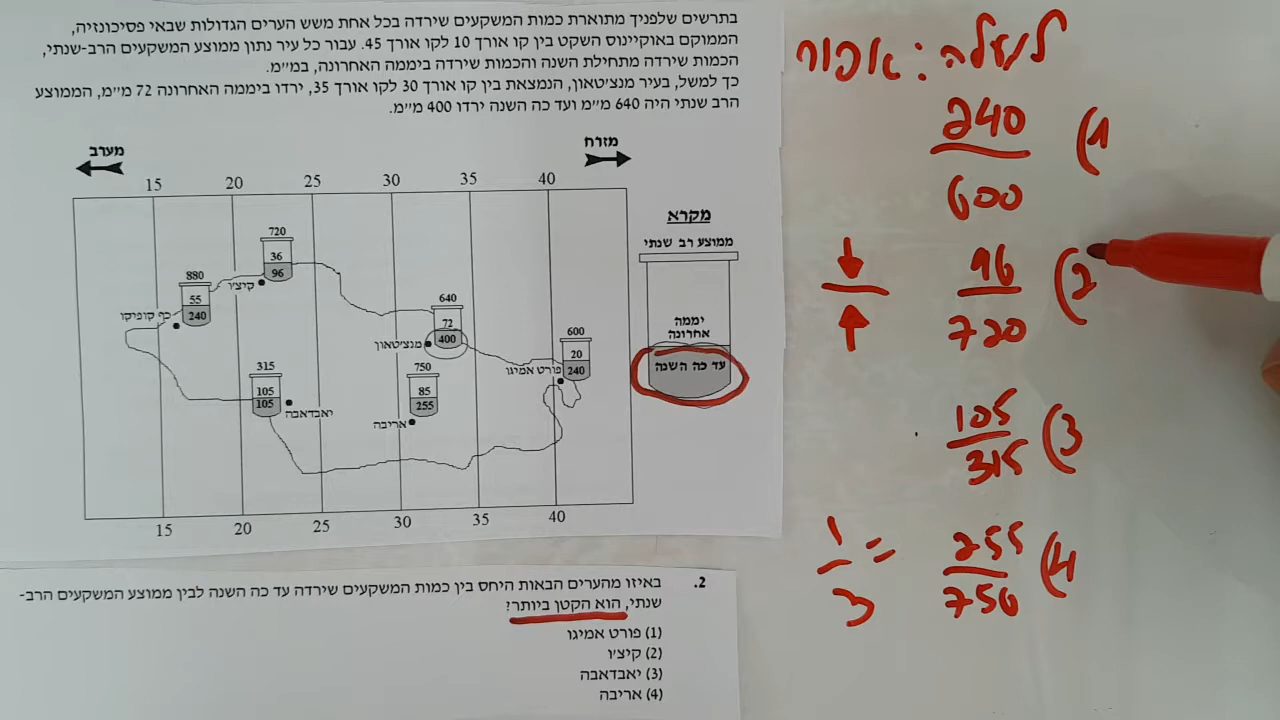 בתרשים שלפניך מתוארת כמות המשקעים שירדה בכל אחת משש הערים הגדולות שבאי פסיכונזיה,
הממוקם באוקיינוס השקט בין קו אורך 10 לקו אורך 45. עבור כל עיר נתון ממוצע המשקעים הרב-שנתי,
הכמות שירדה מתחילת השנה והכמות שירדה ביממה האחרונה, במ״מ.
כך למשל, בעיר מנצ׳טאון, הנמצאת בין קו אורך 30 לקו אורך 35, ירדו ביממה האחרונה 72 מ״מ, הממוצע
הרב שנתי היה 640 מ״מ ועד כה השנה ירדו 400 מ״מ.
מזרח
מערב
15 20 25 30 35 40
מקרא
ממוצע רב שנתי
יממה
אחרונה
עד כה השנה
720
36
96
קיצ׳ו
880
55
240
כף קופיקו
640
72
400
מנצ׳טאון
600
20
240
פורט אמיגו
315
105
105
יאבדאבה
750
85
255
אריבה
15 20 25 30 35 40
2. באיזו מהערים הבאות היחס בין כמות המשקעים שירדה עד כה השנה לבין ממוצע המשקעים הרב-
שנתי, הוא הקטן ביותר?
(1) פורט אמיגו
(2) קיצ׳ו
(3) יאבדאבה
(4) אריבה
למעלה: אפור
(1 240
600
(2 96
720
(3 105
315
(4 255 = 1
750 3